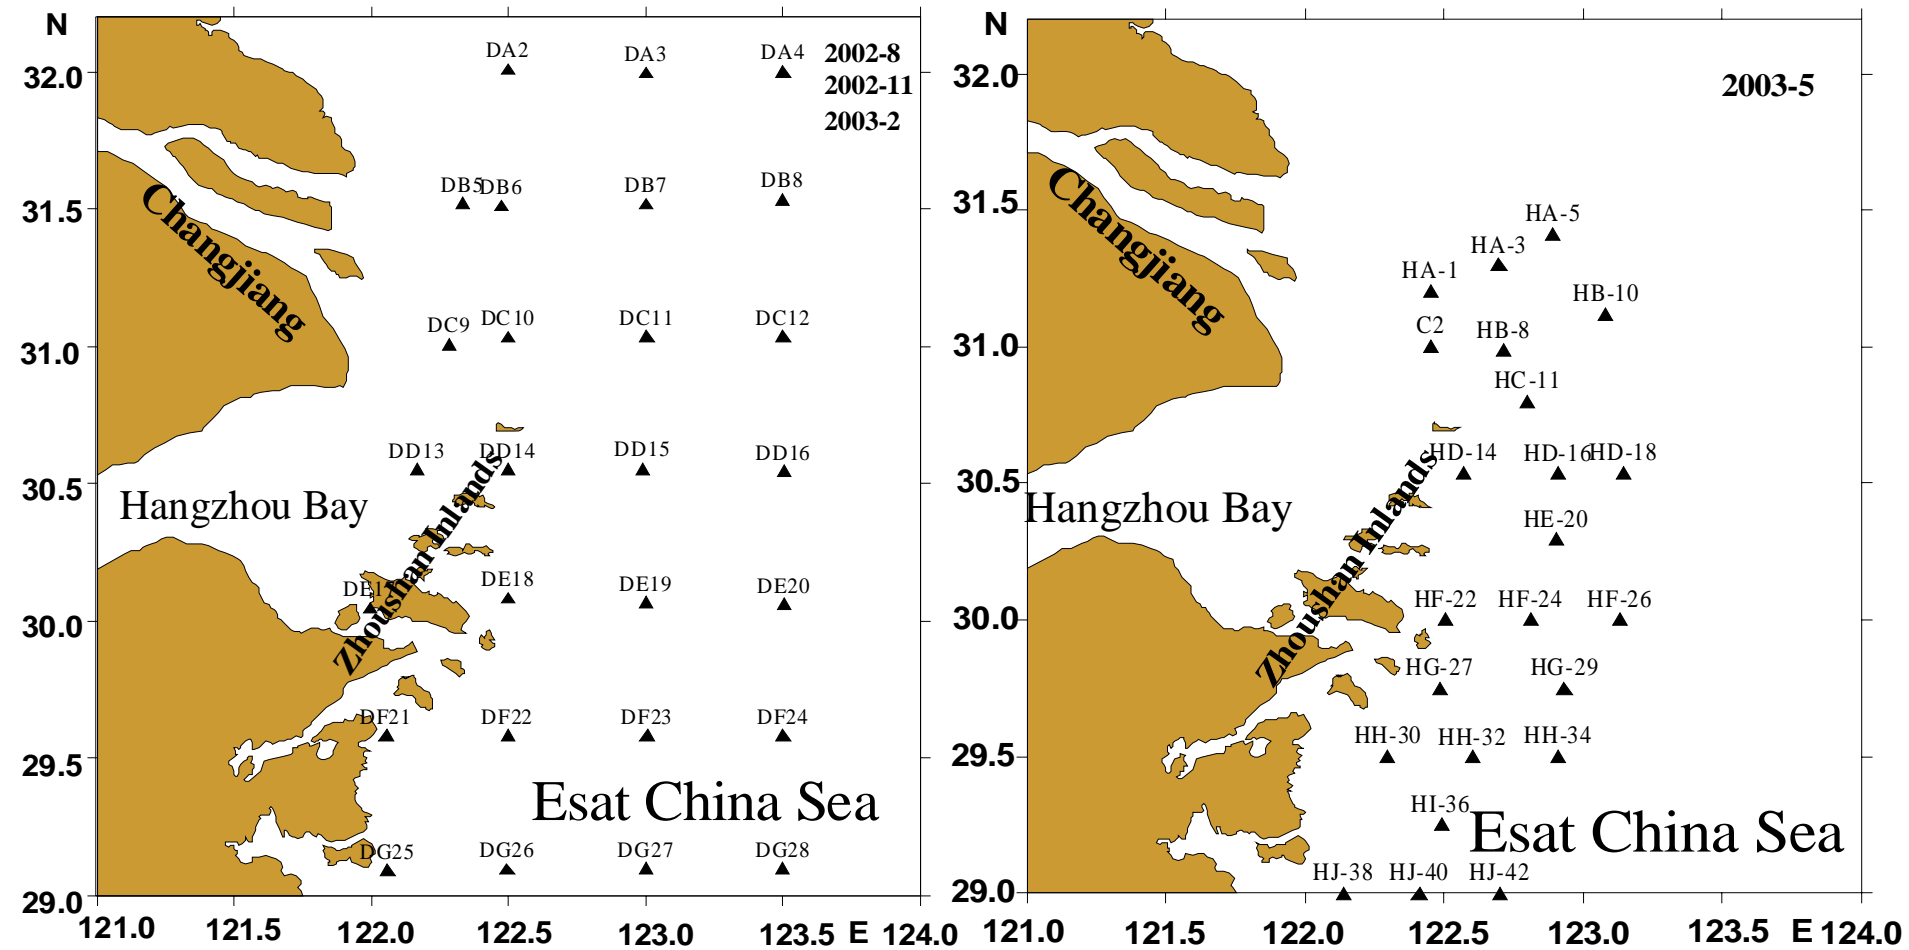 N
DA2
DA3
DA4
2002-8
2002-11
2003-2
32.0
DB5
DB6
DB7
DB8
31.5
Changjiang
DC9
DC10
DC11
DC12
31.0
DD13
DD14
DD15
DD16
30.5
Hangzhou Bay
Zhoushan Inlands
DE18
DE19
DE20
30.0
DF21
DF22
DF23
DF24
29.5
Esat China Sea
DG25
DG26
DG27
DG28
29.0
121.0
121.5
122.0
122.5
123.0
123.5
E
124.0
N
2003-5
32.0
31.5
Changjiang
HA-5
HA-3
HA-1
HB-10
C2
HB-8
31.0
HC-11
HD-14
HD-16
HD-18
30.5
Hangzhou Bay
Zhoushan Inlands
HE-20
HF-22
HF-24
HF-26
30.0
HG-27
HG-29
HH-30
HH-32
HH-34
29.5
HI-36
Esat China Sea
HJ-38
HJ-40
HJ-42
29.0
121.0
121.5
122.0
122.5
123.0
123.5
E
124.0